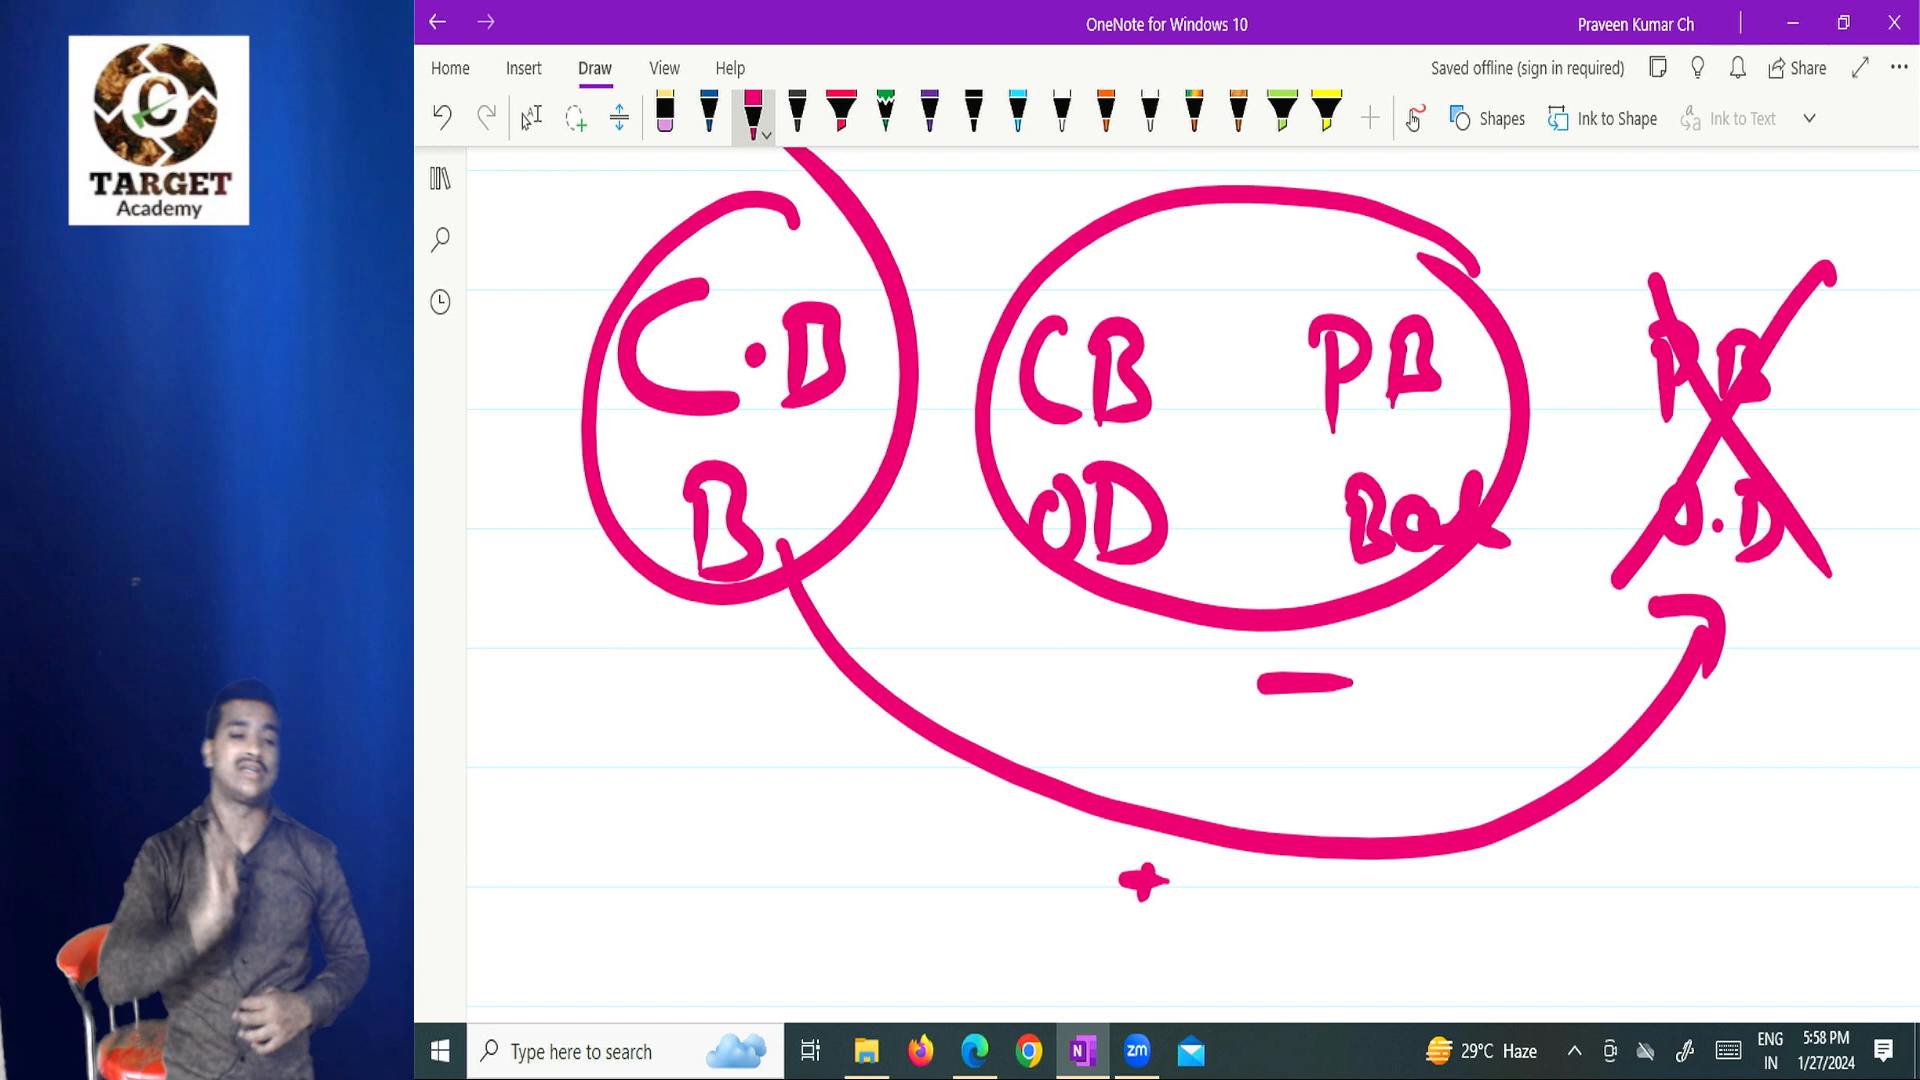 TARGET
Academy
OneNote for Windows 10
Praveen Kumar Ch
Home Insert Draw View Help
Saved offline (sign in required)
Share
Shapes
Ink to Shape
Ink to Text
C.B
CB PB
PB
B
OD Bal
O.D
Type here to search
29°C Haze
ENG
IN
5:58 PM
1/27/2024